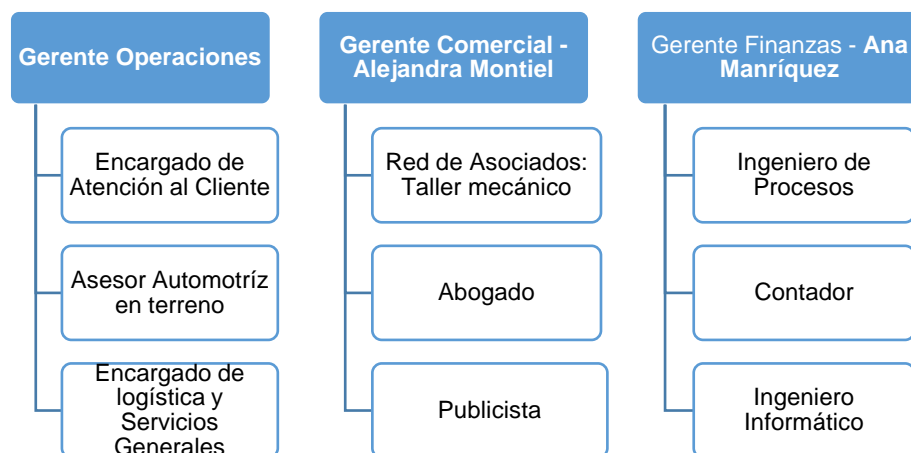 Gerente Operaciones
Encargado de
Atención al Cliente
Asesor Automotríz
en terreno
Encargado de
logística y
Servicios
Generales
Gerente Comercial -
Alejandra Montiel
Red de Asociados:
Taller mecánico
Abogado
Publicista
Gerente Finanzas - Ana
Manríquez
Ingeniero de
Procesos
Contador
Ingeniero
Informático